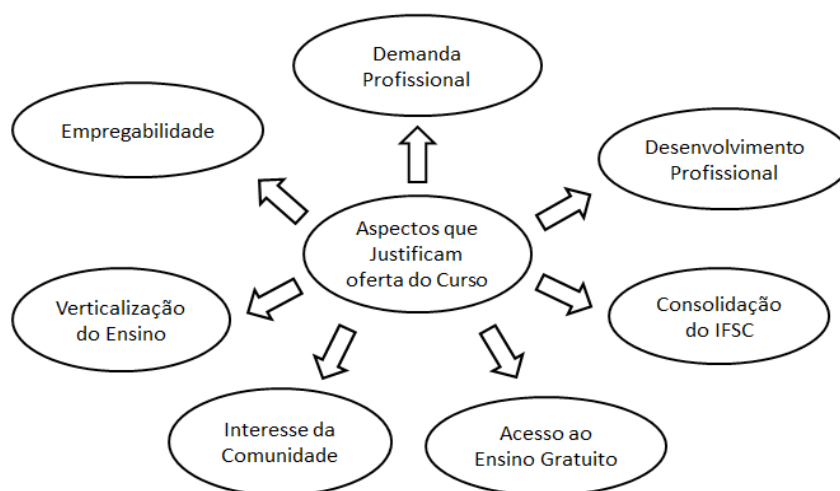 Demanda
Profissional
Empregabilidade
Desenvolvimento
Profissional
Aspectos que
Justificam
oferta do Curso
Verticalização
do Ensino
Consolidação
do IFSC
Interesse da
Comunidade
Acesso ao
Ensino Gratuito